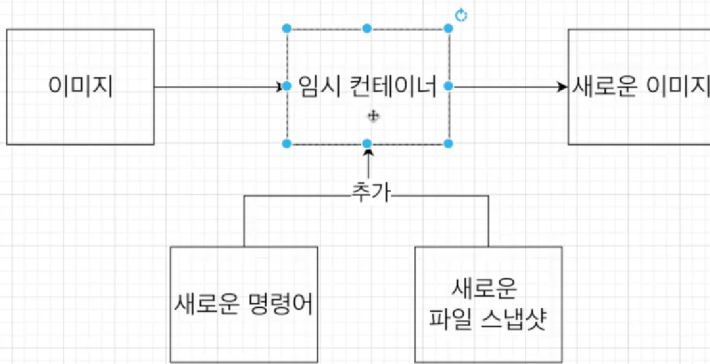 이미지
임시 컨테이너
새로운 이미지
추가
새로운 명령어
새로운
파일 스냅샷